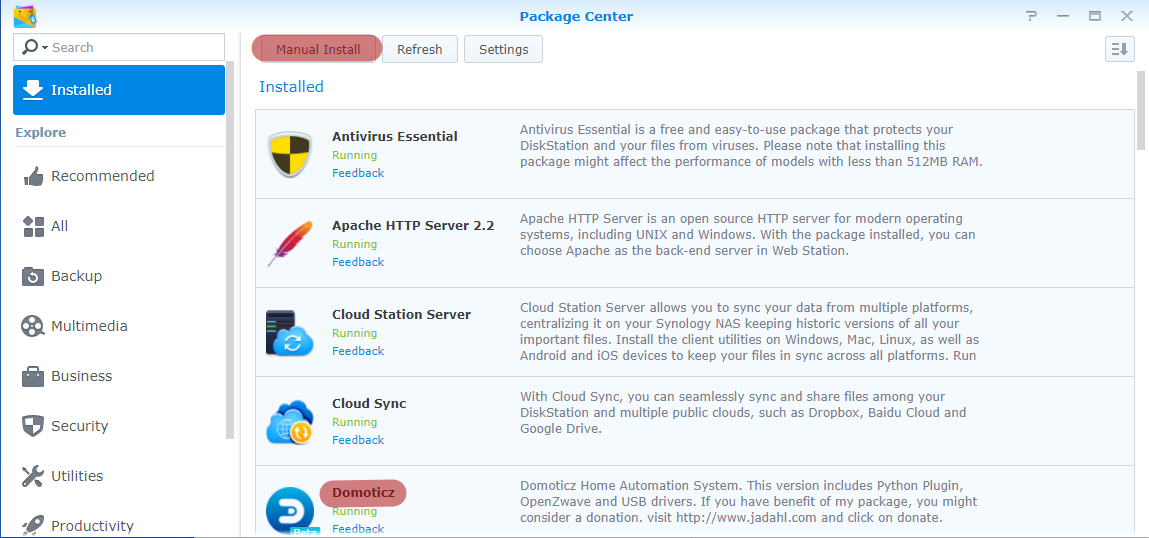 Package Center
Search
Manual Install
Refresh
Settings
Installed
Explore
Recommended
All
Backup
Multimedia
Business
Security
Utilities
Productivity
Installed
Antivirus Essential
Running
Feedback
Antivirus Essential is a free and easy-to-use package that protects your
DiskStation and your files from viruses. Please note that installing this
package might affect the performance of models with less than 512MB RAM.
Apache HTTP Server 2.2
Running
Feedback
Apache HTTP Server is an open source HTTP server for modern operating
systems, including UNIX and Windows. With the package installed, you can
choose Apache as the back-end server in Web Station.
Cloud Station Server
Running
Feedback
Cloud Station Server allows you to sync your data from multiple platforms,
centralizing it on your Synology NAS keeping historic versions of all your
important files. Install the client utilities on Windows, Mac, Linux, as well as
Android and iOS devices to keep your files in sync across all platforms. Run
Cloud Sync
Running
Feedback
With Cloud Sync, you can seamlessly sync and share files among your
DiskStation and multiple public clouds, such as Dropbox, Baidu Cloud and
Google Drive.
Domoticz
Running
Feedback
Beta
Domoticz Home Automation System. This version includes Python Plugin,
OpenZwave and USB drivers. If you have benefit of my package, you might
consider a donation. visit http://www.jadahl.com and click on donate.